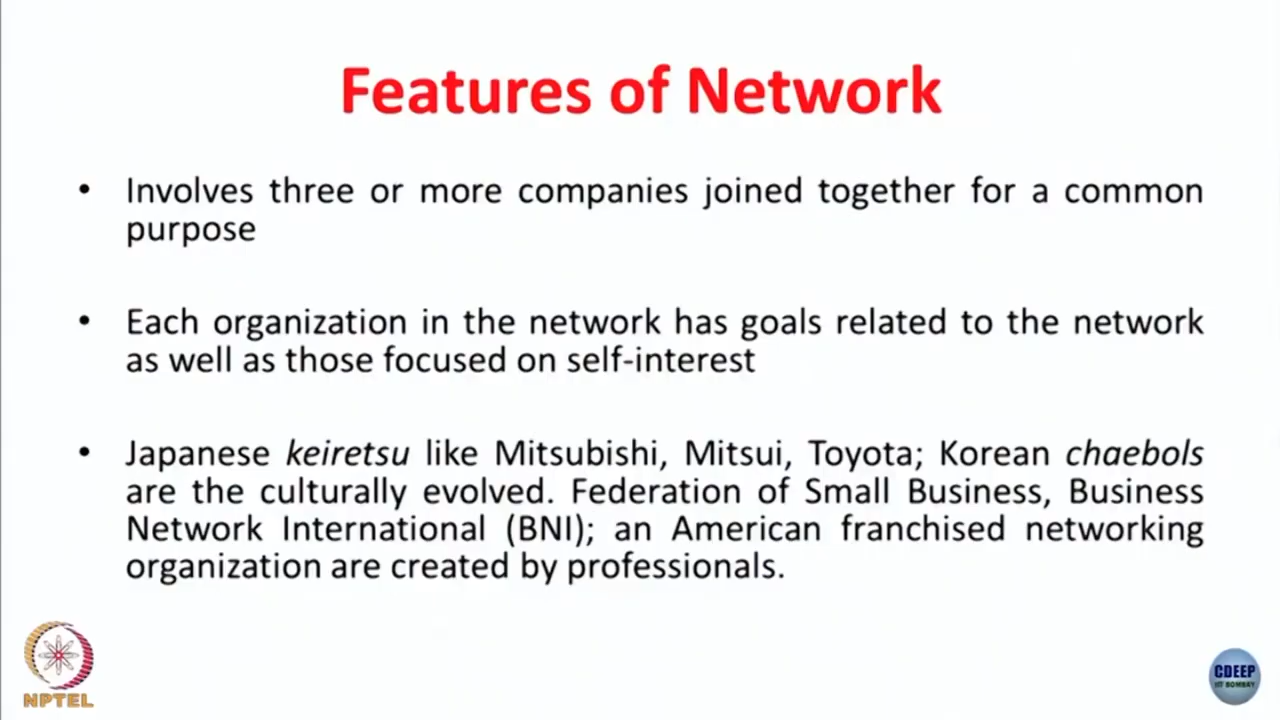 Features of Network
• Involves three or more companies joined together for a common
purpose
• Each organization in the network has goals related to the network
as well as those focused on self-interest
• Japanese keiretsu like Mitsubishi, Mitsui, Toyota; Korean chaebols
are the culturally evolved. Federation of Small Business, Business
Network International (BNI); an American franchised networking
organization are created by professionals.
NPTEL
CDEEP
IIT BOMBAY